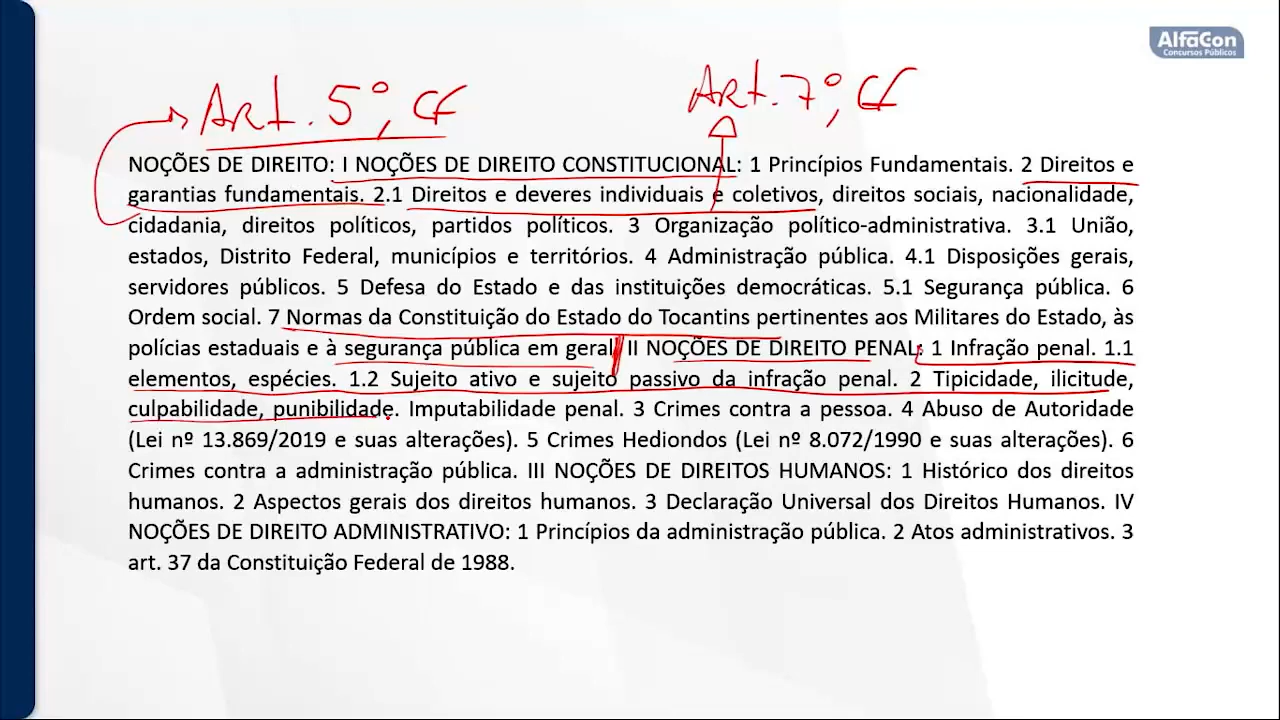 AlfaCon
Concursos Públicos
Art. 5º, CF
Art. 7º, CF
NOÇÕES DE DIREITO: I NOÇÕES DE DIREITO CONSTITUCIONAL: 1 Princípios Fundamentais. 2 Direitos e
garantias fundamentais. 2.1 Direitos e deveres individuais e coletivos, direitos sociais, nacionalidade,
cidadania, direitos políticos, partidos políticos. 3 Organização político-administrativa. 3.1 União,
estados, Distrito Federal, municípios e territórios. 4 Administração pública. 4.1 Disposições gerais,
servidores públicos. 5 Defesa do Estado e das instituições democráticas. 5.1 Segurança pública. 6
Ordem social. 7 Normas da Constituição do Estado do Tocantins pertinentes aos Militares do Estado, às
polícias estaduais e à segurança pública em geral II NOÇÕES DE DIREITO PENAL: 1 Infração penal. 1.1
elementos, espécies. 1.2 Sujeito ativo e sujeito passivo da infração penal. 2 Tipicidade, ilicitude,
culpabilidade, punibilidade. Imputabilidade penal. 3 Crimes contra a pessoa. 4 Abuso de Autoridade
(Lei nº 13.869/2019 e suas alterações). 5 Crimes Hediondos (Lei nº 8.072/1990 e suas alterações). 6
Crimes contra a administração pública. III NOÇÕES DE DIREITOS HUMANOS: 1 Histórico dos direitos
humanos. 2 Aspectos gerais dos direitos humanos. 3 Declaração Universal dos Direitos Humanos. IV
NOÇÕES DE DIREITO ADMINISTRATIVO: 1 Princípios da administração pública. 2 Atos administrativos. 3
art. 37 da Constituição Federal de 1988.